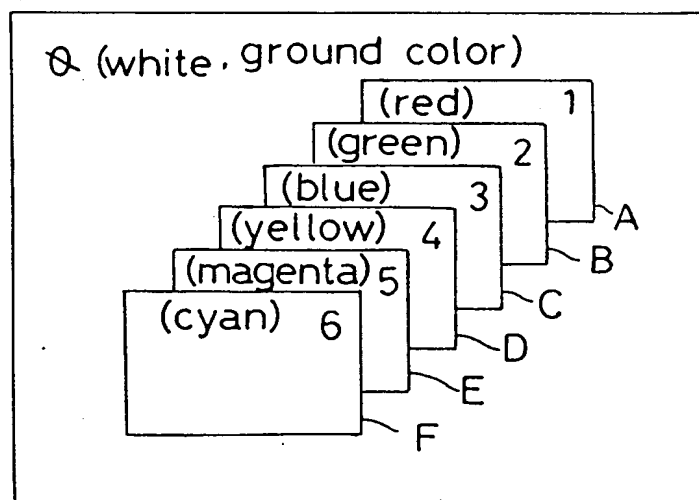 0 (white, ground color)
(red) 1
(green) 2
(blue) 3
A
(yellow) 4
B
(magenta) 5
C
(cyan) 6
D
E
F